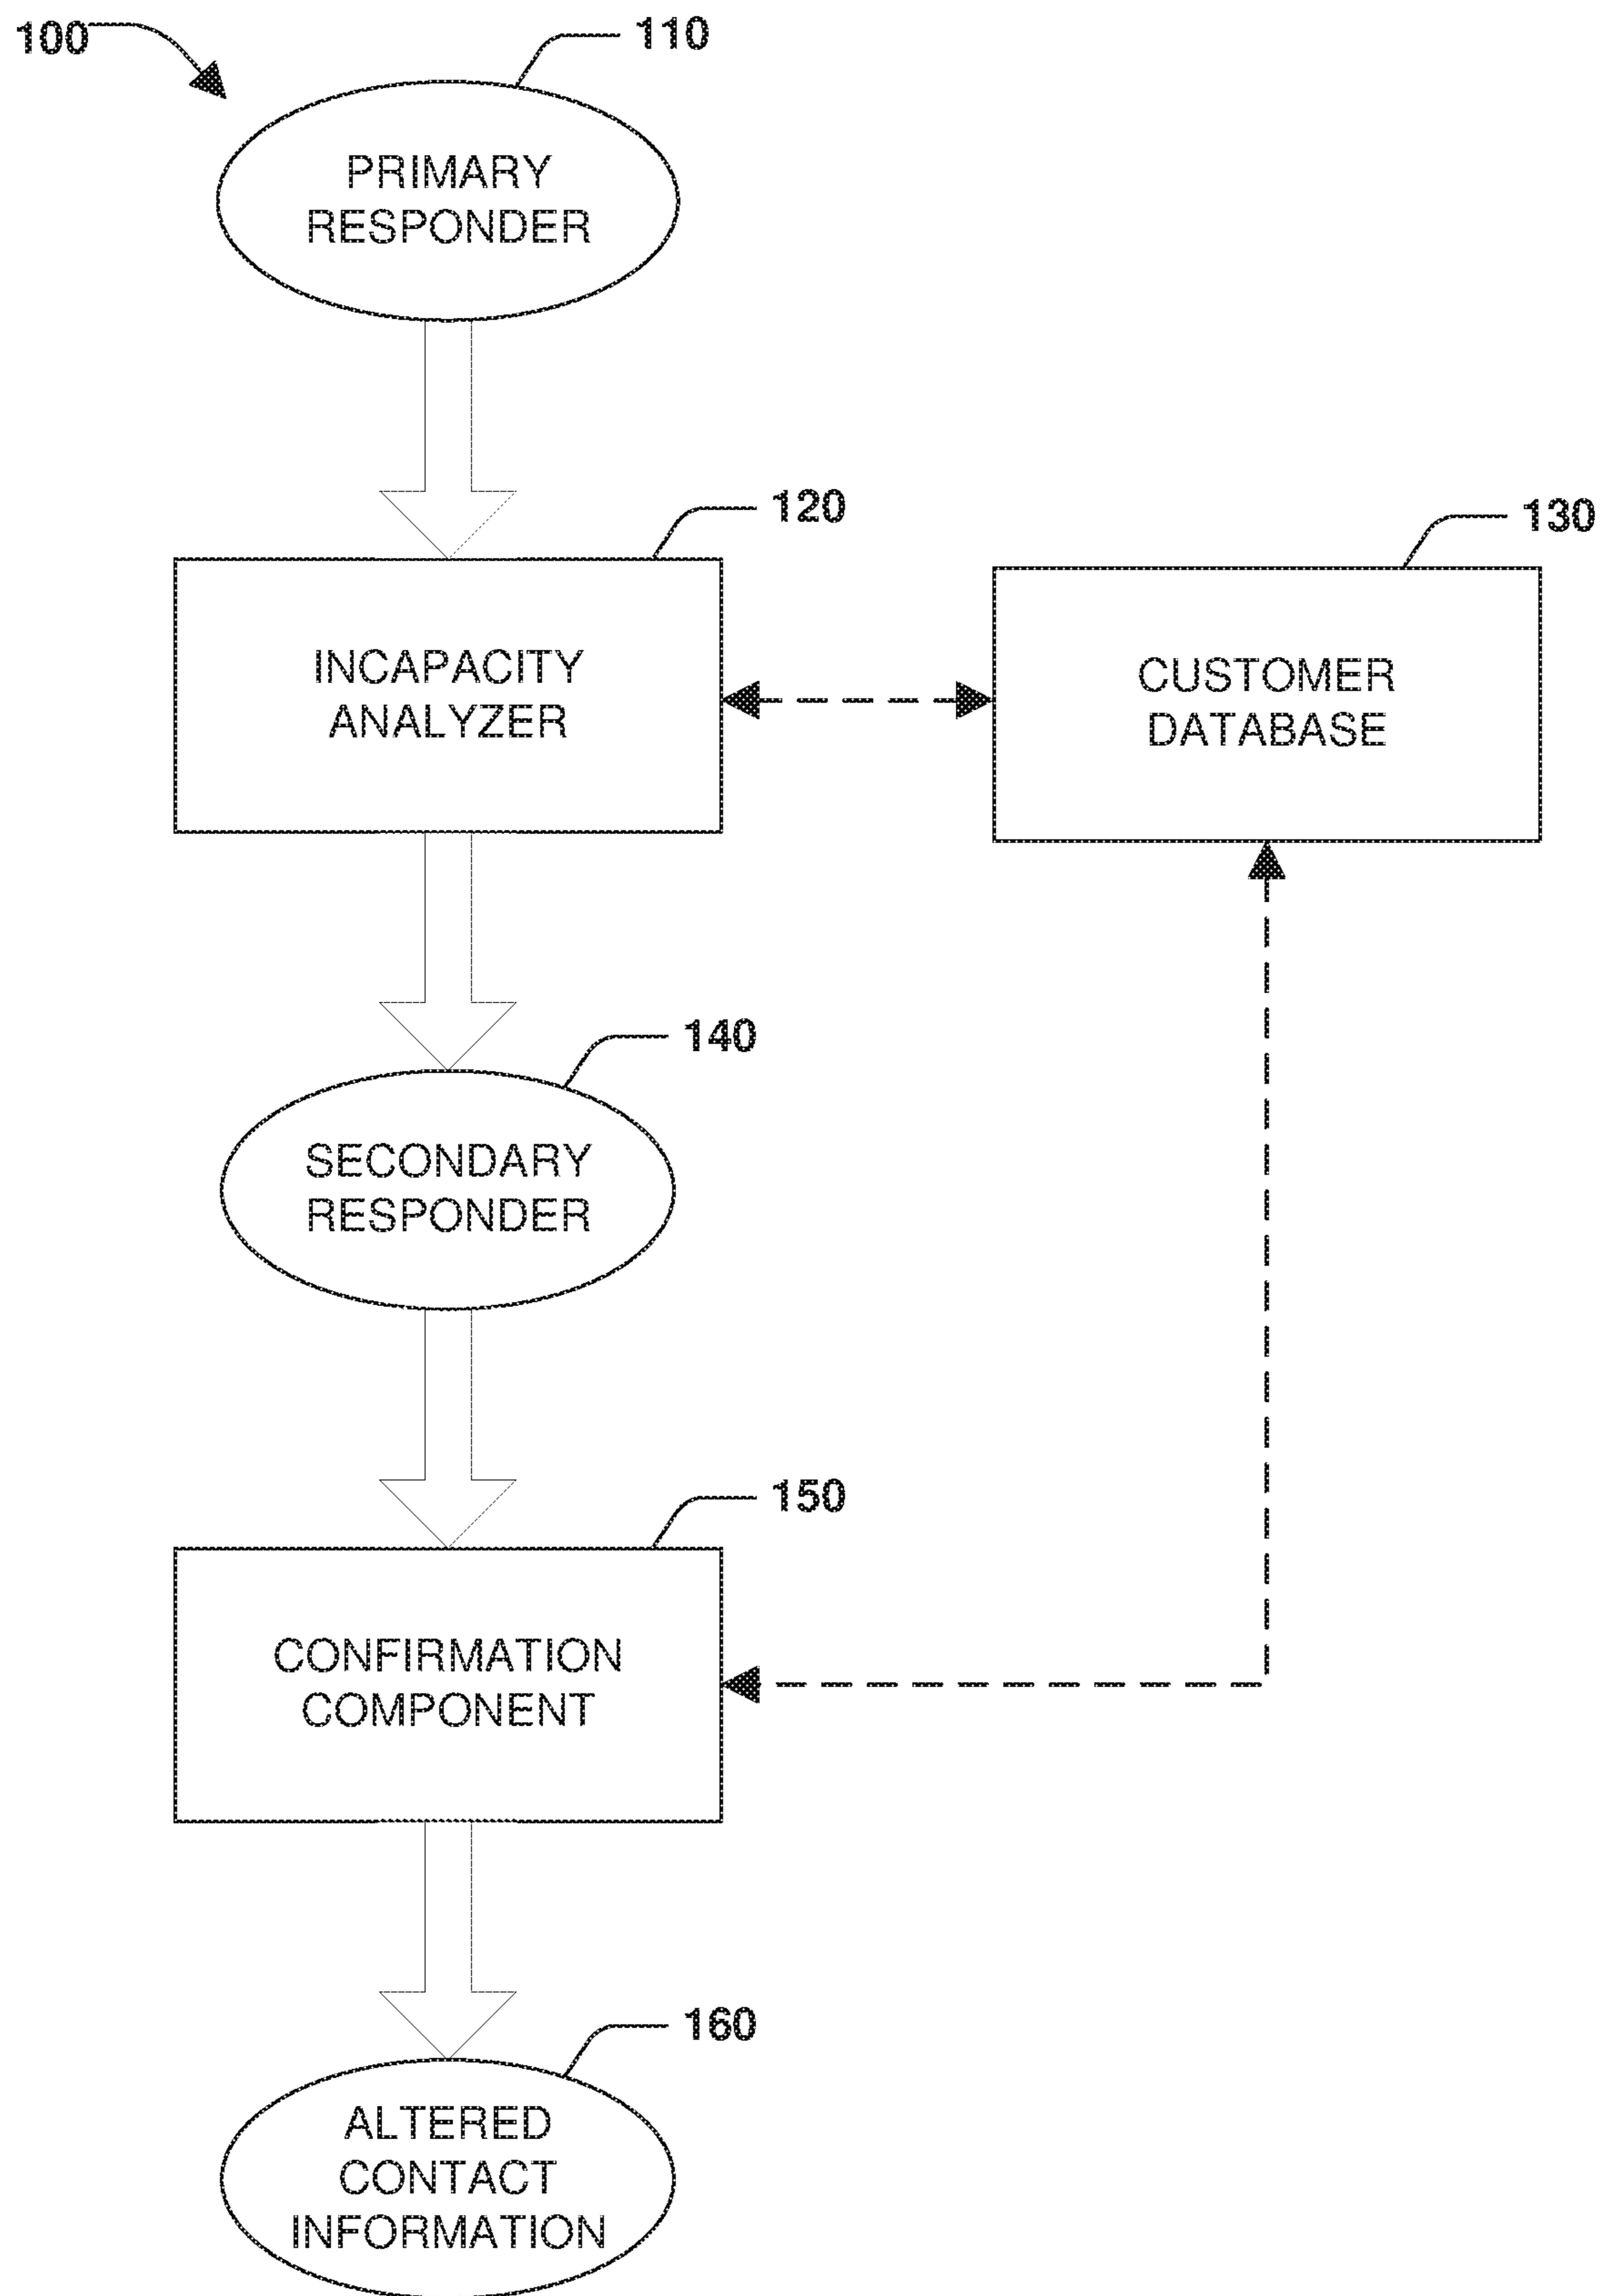 100
110
PRIMARY
RESPONDER
120
130
INCAPACITY
ANALYZER
CUSTOMER
DATABASE
140
SECONDARY
RESPONDER
150
CONFIRMATION
COMPONENT
160
ALTERED
CONTACT
INFORMATION